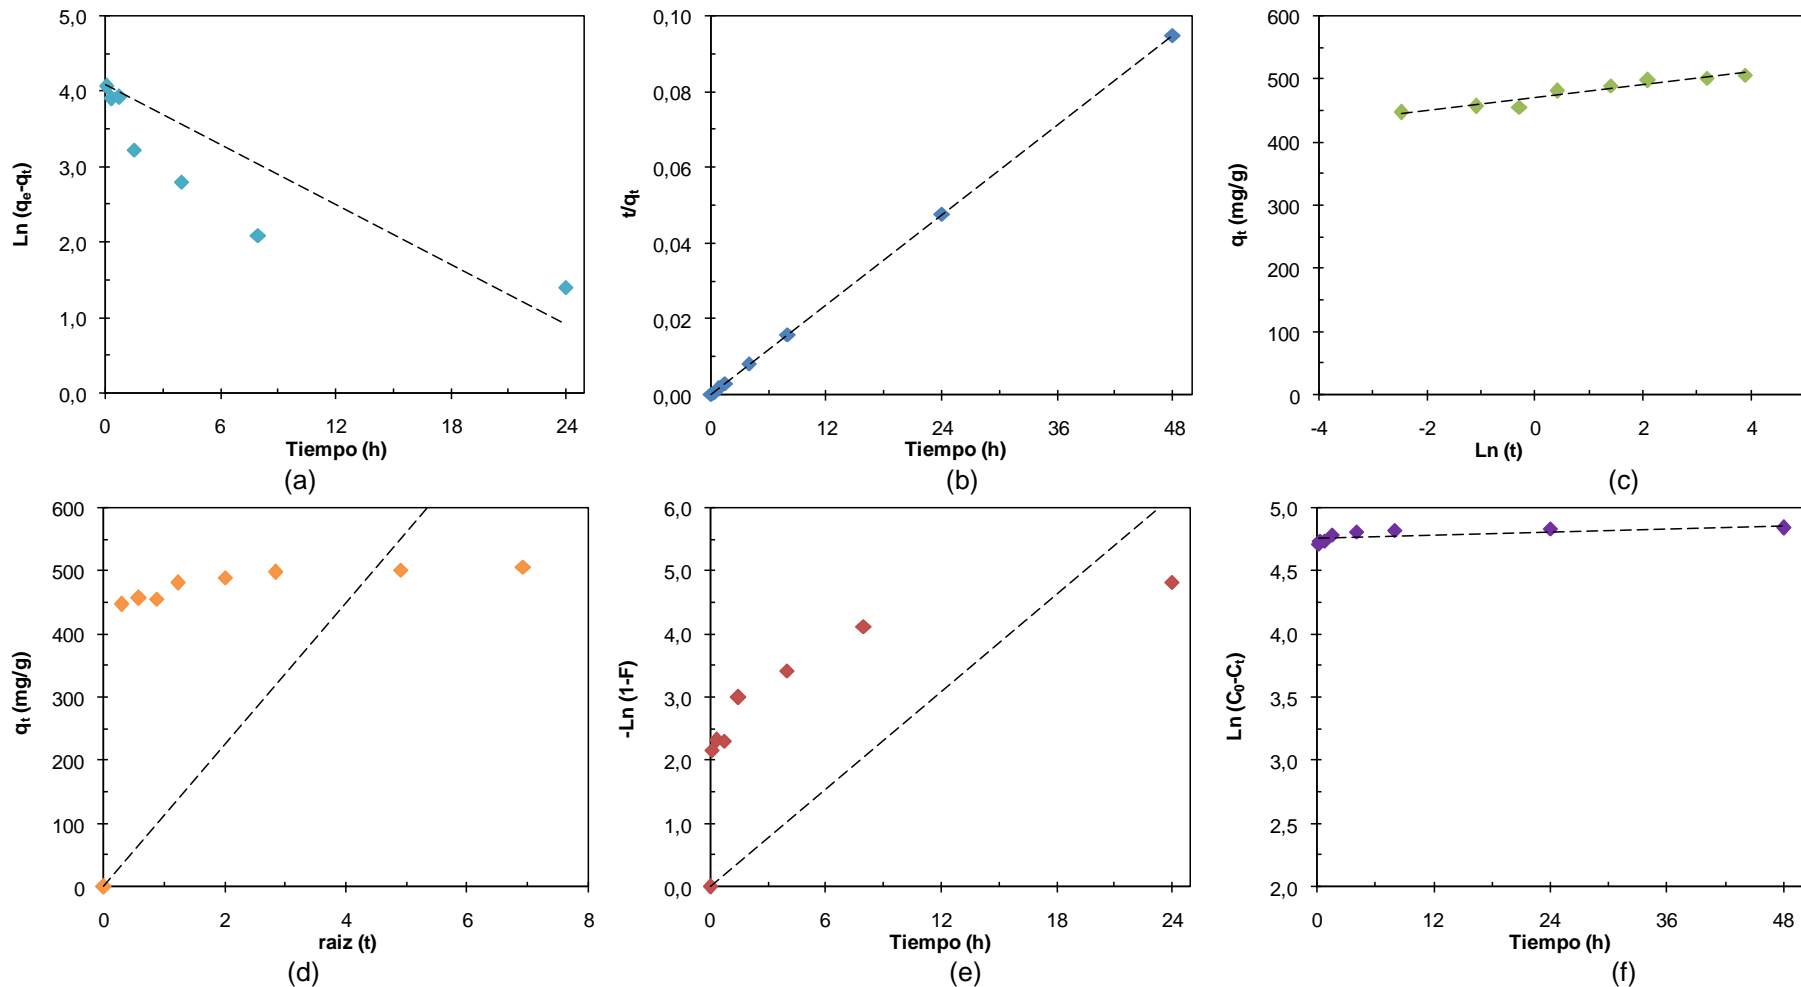 5,0
4,0
3,0
2,0
1,0
0,0
Ln (qe-qt)
0 6 12 18 24
Tiempo (h)
(a)
0,10
0,08
0,06
0,04
0,02
0,00
t/qt
0 12 24 36 48
Tiempo (h)
(b)
600
500
400
300
200
100
0
qt (mg/g)
-4 -2 0 2 4
Ln (t)
(c)
600
500
400
300
200
100
0
qt (mg/g)
0 2 4 6 8
raiz (t)
(d)
6,0
5,0
4,0
3,0
2,0
1,0
0,0
-Ln (1-F)
0 6 12 18 24
Tiempo (h)
(e)
5,0
4,5
4,0
3,5
3,0
2,5
2,0
Ln (C0-Ct)
0 12 24 36 48
Tiempo (h)
(f)